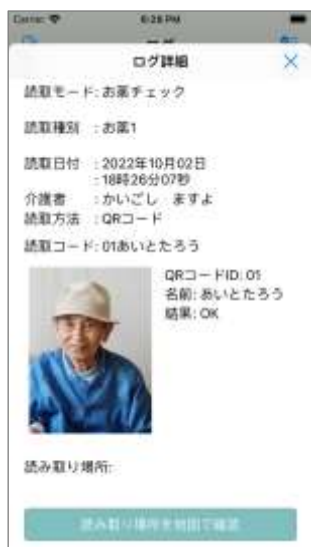 Carrier
6:26 PM
ログ
ログ詳細
読取モード: お薬チェック
読取種別 : お薬1
読取日付 : 2022年10月02日
: 18時26分07秒
介護者 : かいごし ますよ
読取方法 : QRコード
読取コード: 01あいとたろう
QRコードID: 01
名前: あいとたろう
結果: OK
読み取り場所:
読み取り場所を地図で確認